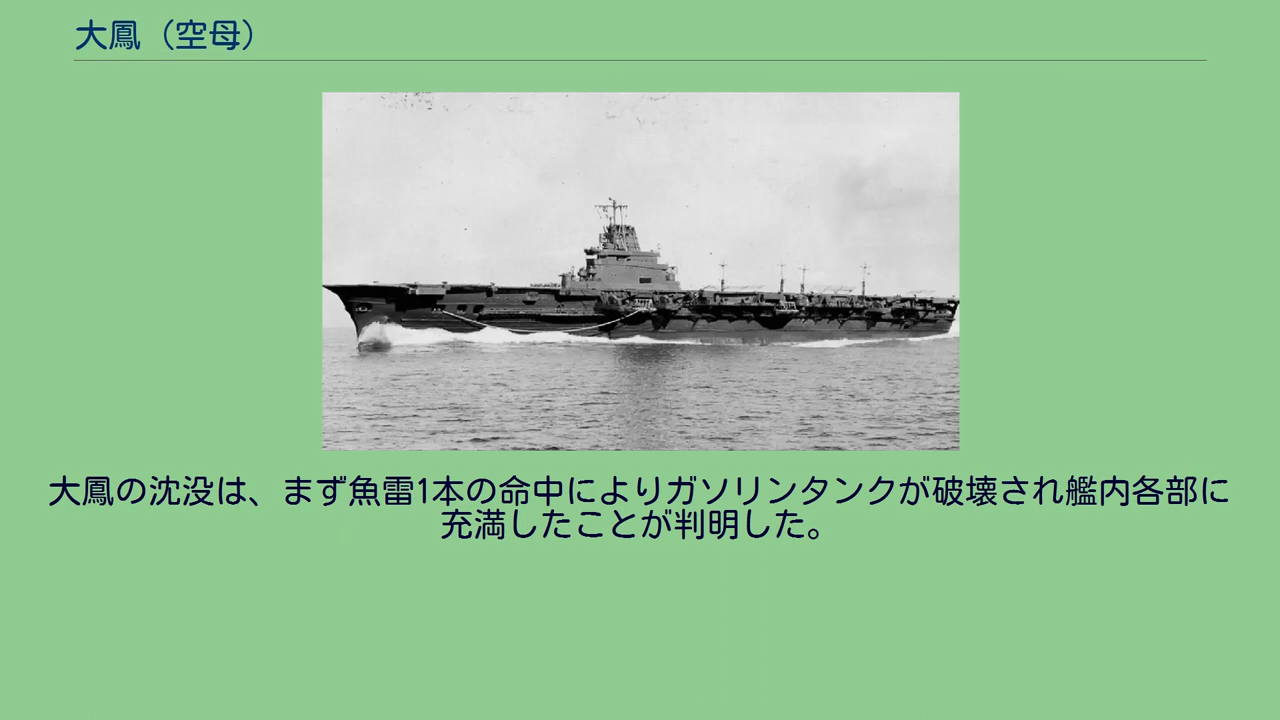 大鳳（空母）
大鳳の沈没は、まず魚雷1本の命中によりガソリンタンクが破壊され艦内各部に
充満したことが判明した。